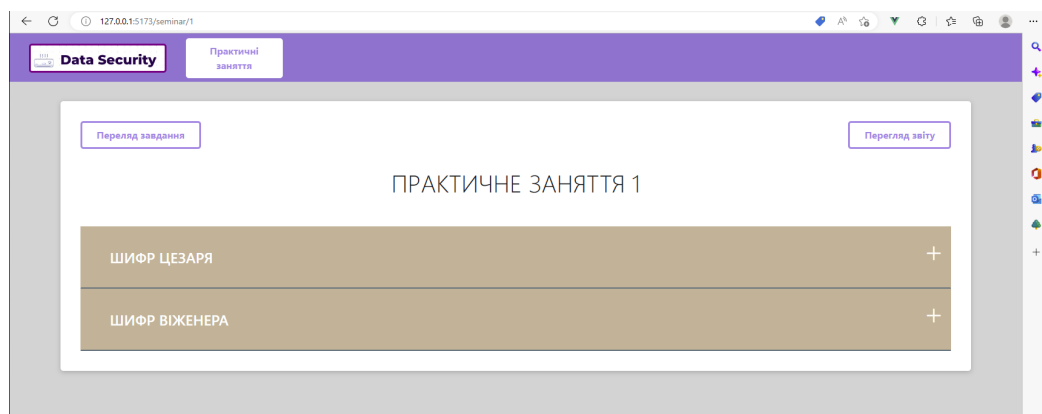 127.0.0.1:5173/seminar/1
Data Security
Практичні
заняття
Переляд завдання
Перегляд звіту
ПРАКТИЧНЕ ЗАНЯТТЯ 1
ШИФР ЦЕЗАРЯ
ШИФР ВІЖЕНЕРА